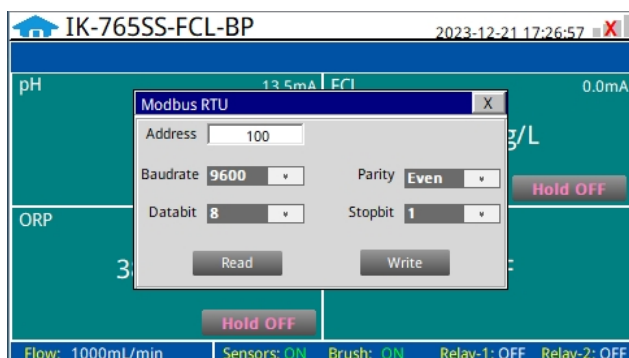 IK-765SS-FCL-BP
2023-12-21 17:26:57
X
pH 13.5mA FCL 0.0mA
Modbus RTU X
Address 100
g/L
Baudrate 9600 Parity Even
Hold OFF
Databit 8 Stopbit 1
ORP
Read Write
Hold OFF
Flow: 1000mL/min Sensors: ON Brush: ON Relay-1: OFF Relay-2: OFF